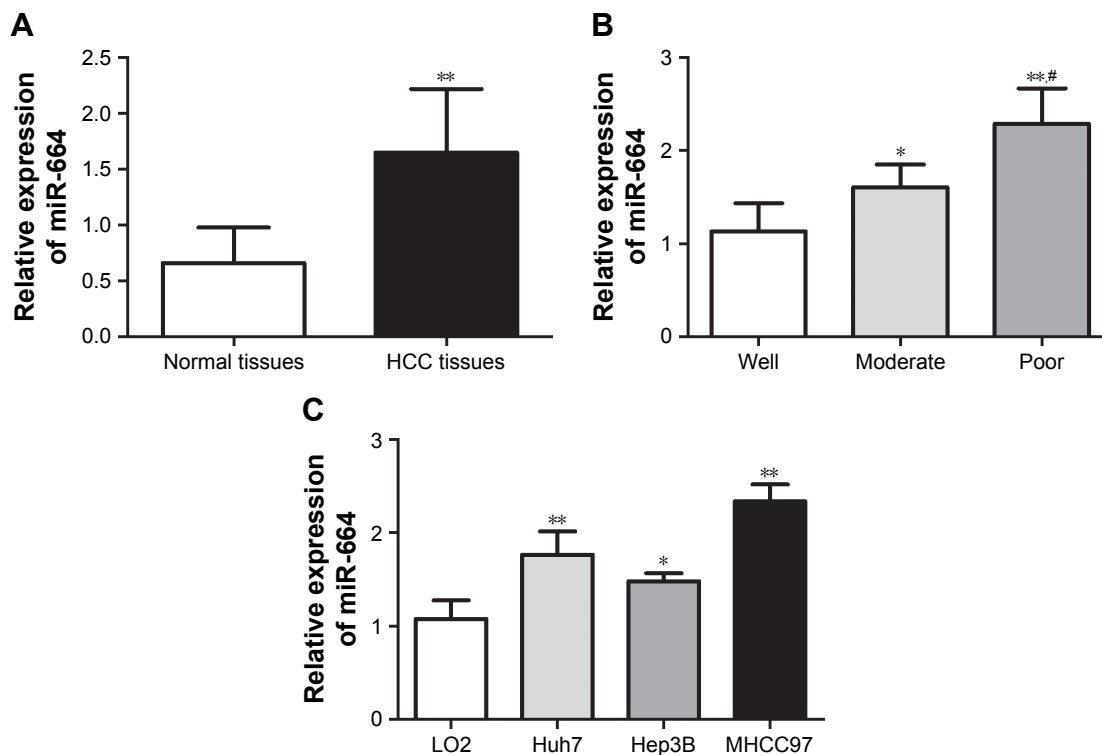 A
Relative expression
of miR-664
2.5
2.0
1.5
1.0
0.5
0.0
**
Normal tissues
HCC tissues
B
Relative expression
of miR-664
3
2
1
0
*
**,#
Well
Moderate
Poor
C
Relative expression
of miR-664
3
2
1
0
**
*
**
LO2
Huh7
Hep3B
MHCC97